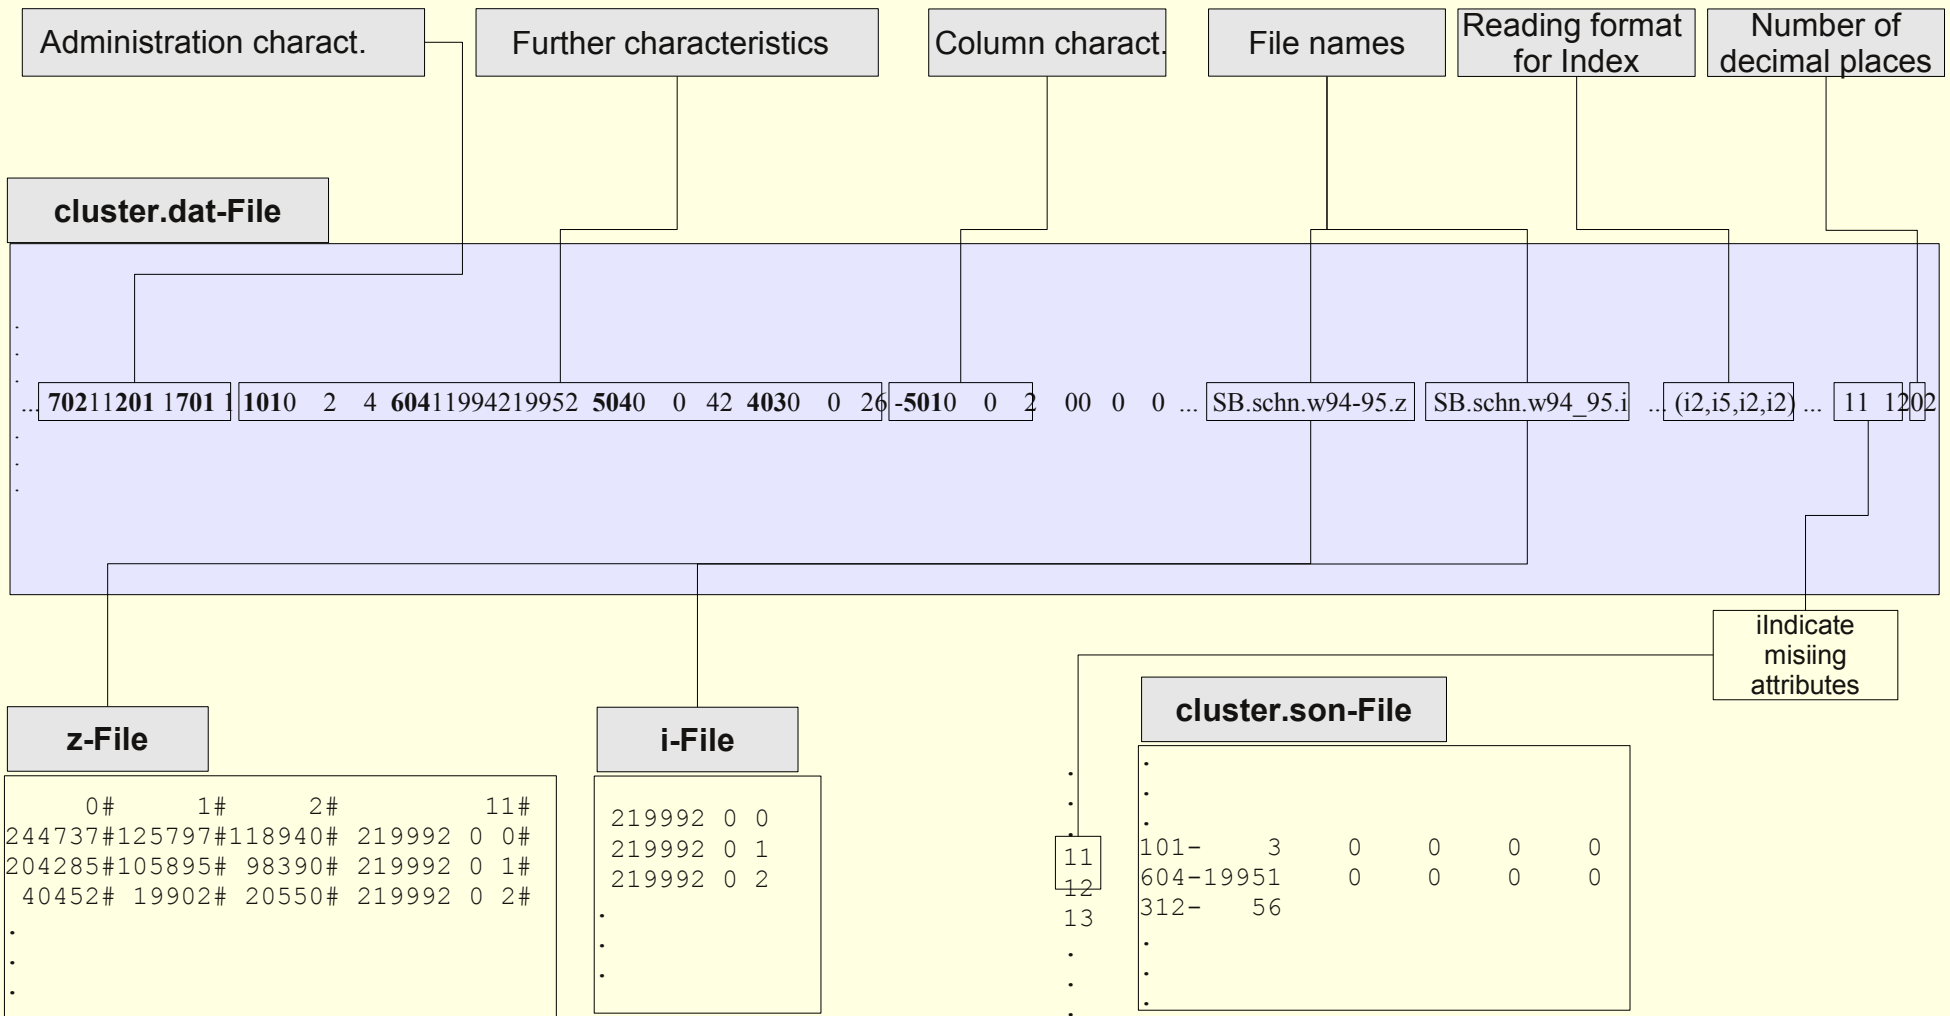 Administration charact.
Further characteristics
Column charact.
File names
Reading format
for Index
Number of
decimal places
cluster.dat-File
.
.
.
... 70211201 1701 1 1010 2 4 60411994219952 5040 0 42 4030 0 26 -5010 0 2 00 0 0 ... SB.schn.w94-95.z SB.schn.w94_95.i ... (i2,i5,i2,i2) ... 11 1202
.
.
.
iIndicate
misiing
attributes
z-File
0# 1# 2# 11#
244737#125797#118940# 219992 0 0#
204285#105895# 98390# 219992 0 1#
40452# 19902# 20550# 219992 0 2#
.
.
.
i-File
219992 0 0
219992 0 1
219992 0 2
.
.
.
cluster.son-File
.
.
.
11
12
13
.
.
.
.
.
.
101- 3 0 0 0 0
604-19951 0 0 0 0
312- 56
.
.
.